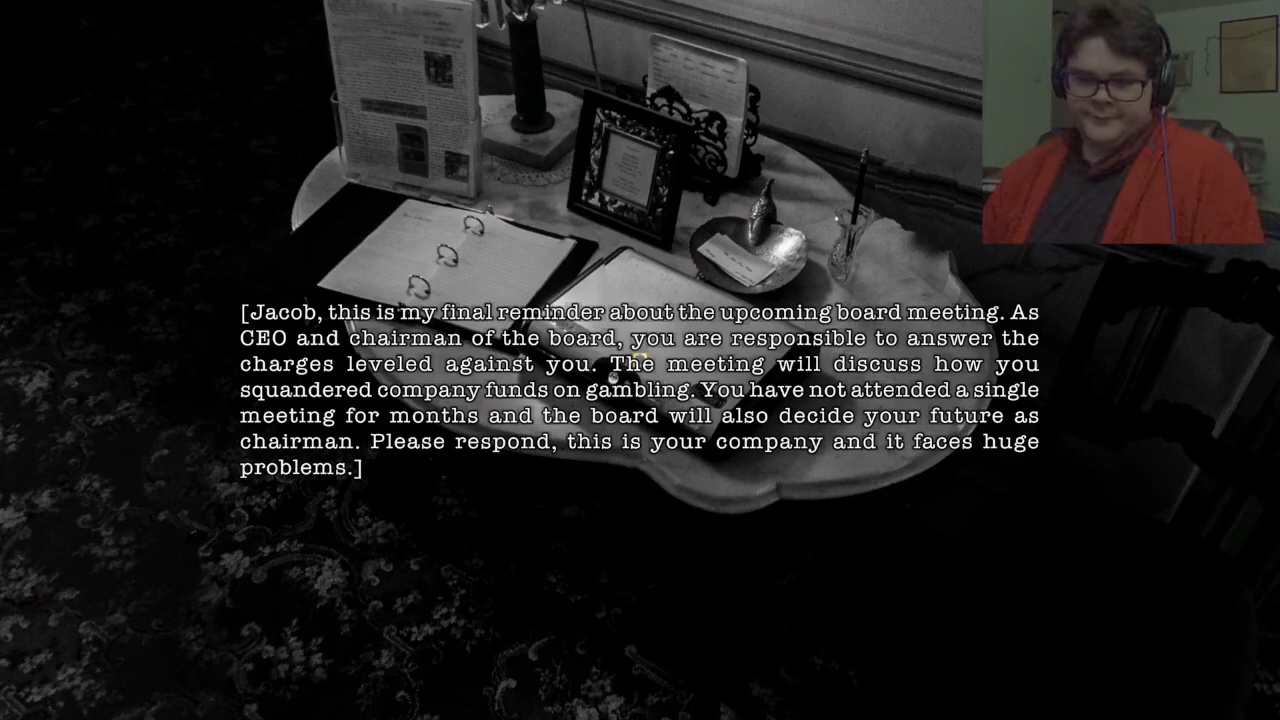 [Jacob, this is my final reminder about the upcoming board meeting. As
CEO and chairman of the board, you are responsible to answer the
charges leveled against you. The meeting will discuss how you
squandered company funds on gambling. You have not attended a single
meeting for months and the board will also decide your future as
chairman. Please respond, this is your company and it faces huge
problems.]